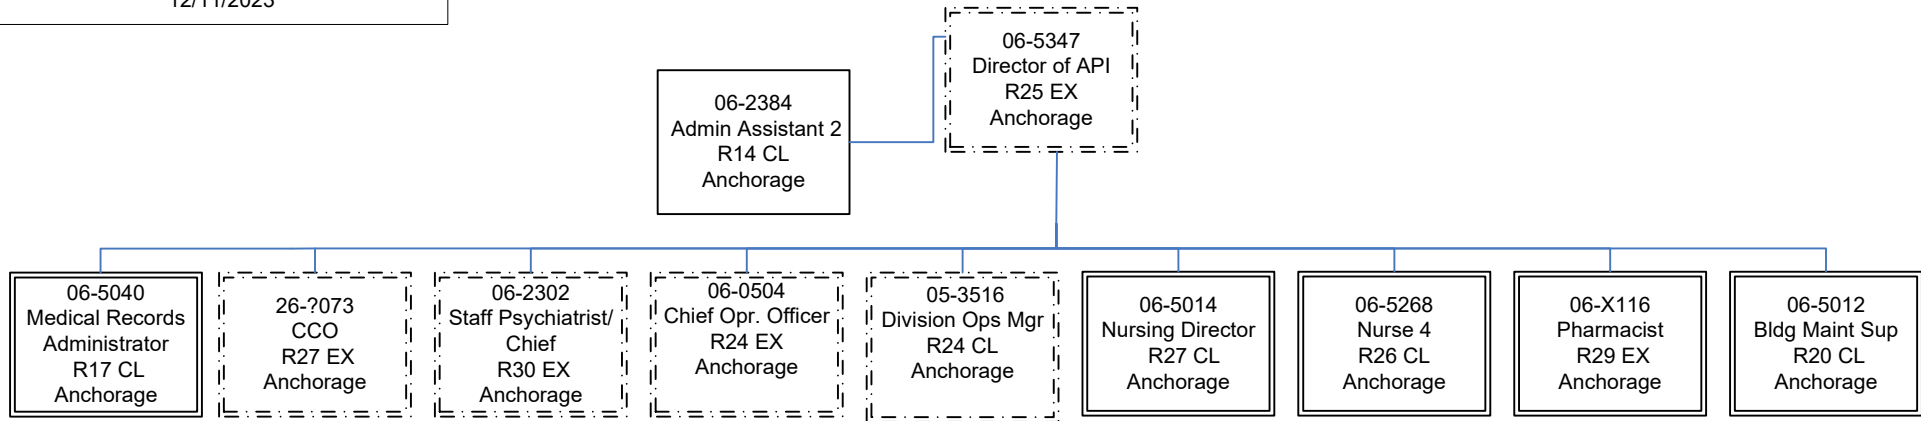 12/11/2023
06-5347
Director of API
R25 EX
Anchorage
06-2384
Admin Assistant 2
R14 CL
Anchorage
06-5040
Medical Records
Administrator
R17 CL
Anchorage
26-?073
CCO
R27 EX
Anchorage
06-2302
Staff Psychiatrist/
Chief
R30 EX
Anchorage
06-0504
Chief Opr. Officer
R24 EX
Anchorage
05-3516
Division Ops Mgr
R24 CL
Anchorage
06-5014
Nursing Director
R27 CL
Anchorage
06-5268
Nurse 4
R26 CL
Anchorage
06-X116
Pharmacist
R29 EX
Anchorage
06-5012
Bldg Maint Sup
R20 CL
Anchorage